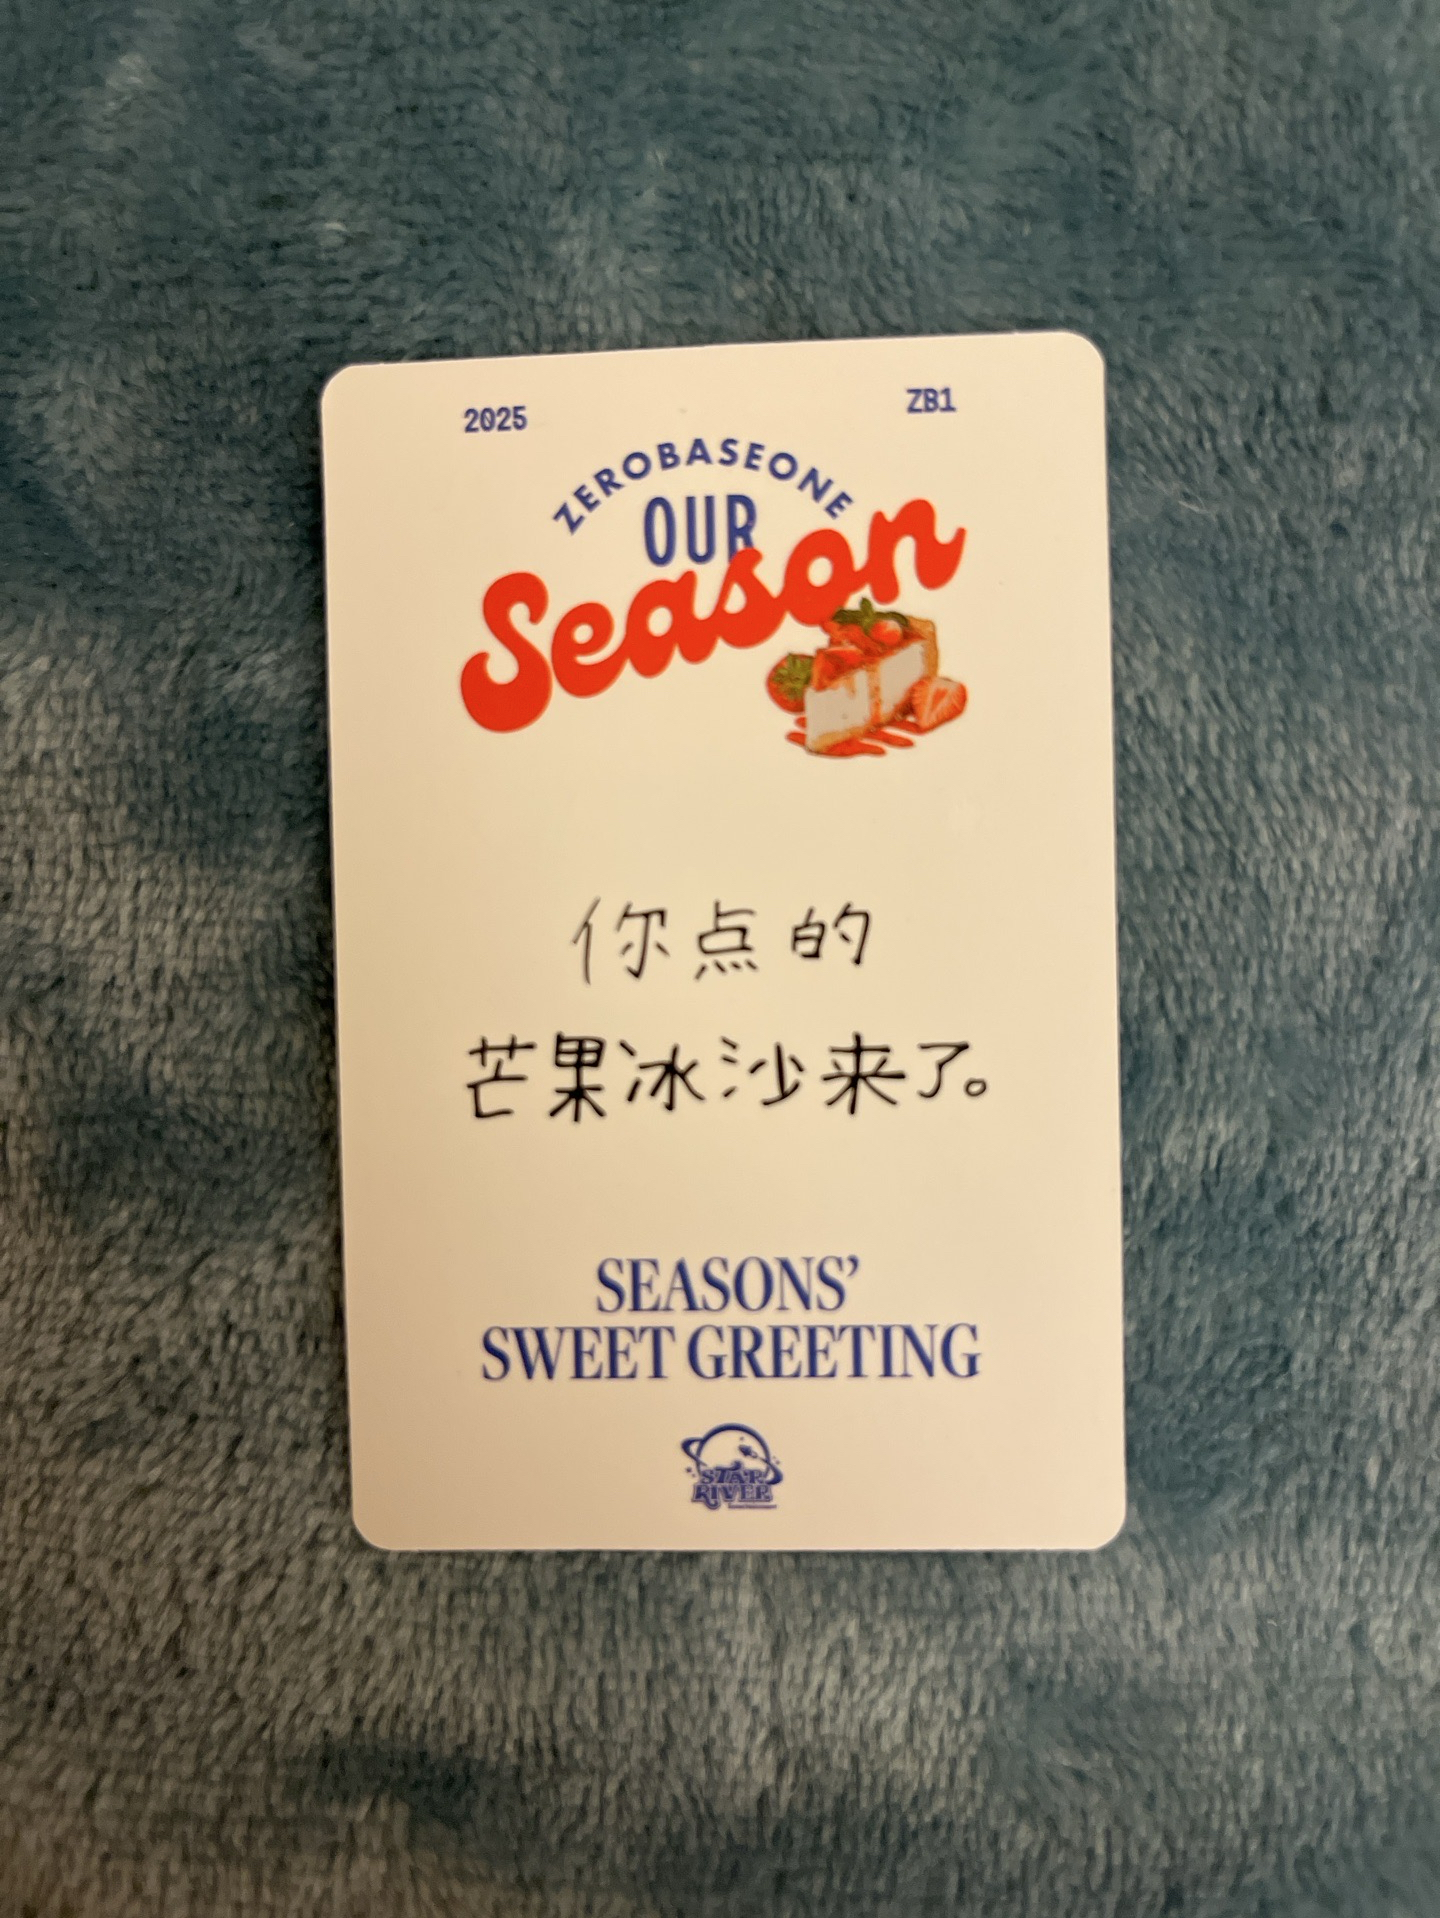 2025 ZB1
ZEROBASEONE
OUR
Season
你点的
芒果冰沙来了。
SEASONS'
SWEET GREETING
STAR
RIVER